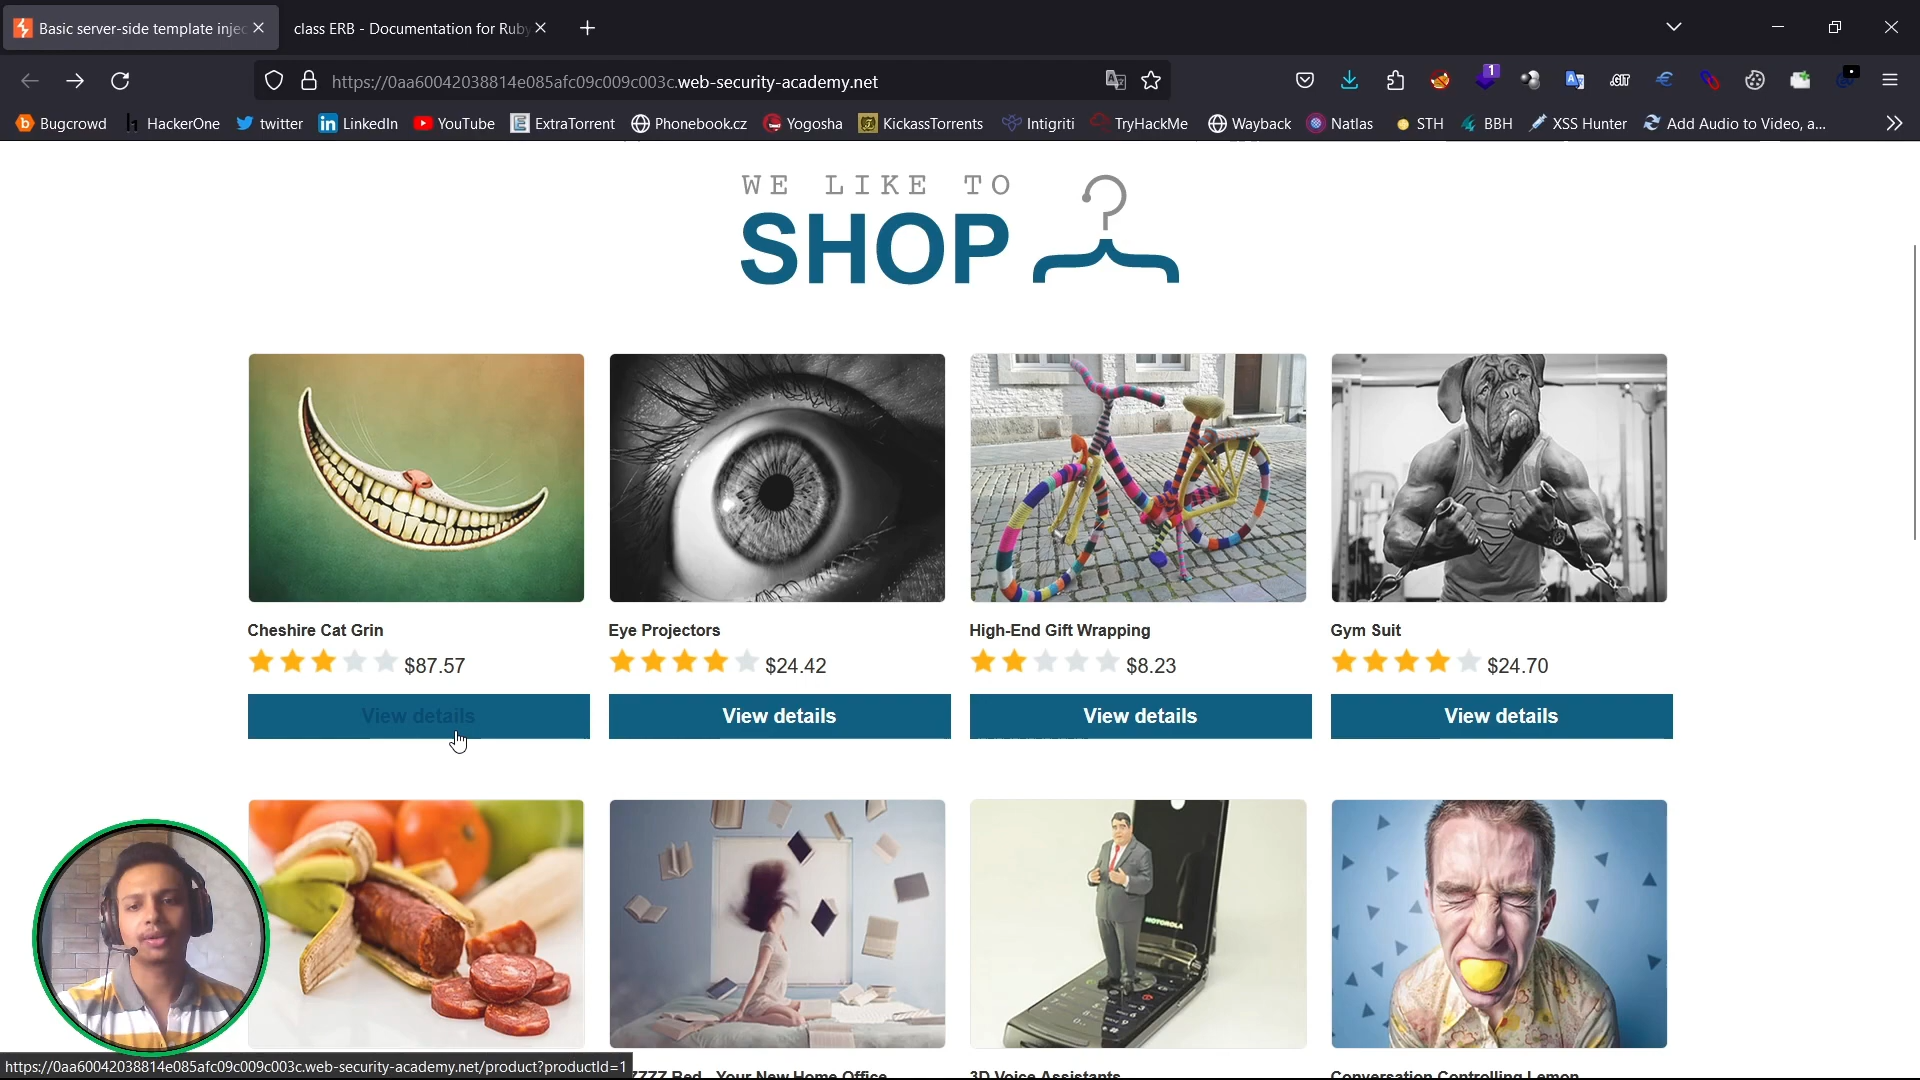 Basic server-side template injec
class ERB - Documentation for Ruby
https://0aa60042038814e085afc09c009c003c.web-security-academy.net
1
GIT
Bugcrowd
HackerOne
twitter
LinkedIn
YouTube
ExtraTorrent
Phonebook.cz
Yogosha
KickassTorrents
Intigriti
TryHackMe
Wayback
Natlas
STH
BBH
XSS Hunter
Add Audio to Video, a...
WE LIKE TO
SHOP
Cheshire Cat Grin
$87.57
View details
Eye Projectors
$24.42
View details
High-End Gift Wrapping
$8.23
View details
Gym Suit
$24.70
View details
MOTOROLA
ZZZZ Bed - Your New Home Office
3D Voice Assistants
Conversation Controlling Lemon
https://0aa60042038814e085afc09c009c003c.web-security-academy.net/product?productId=1